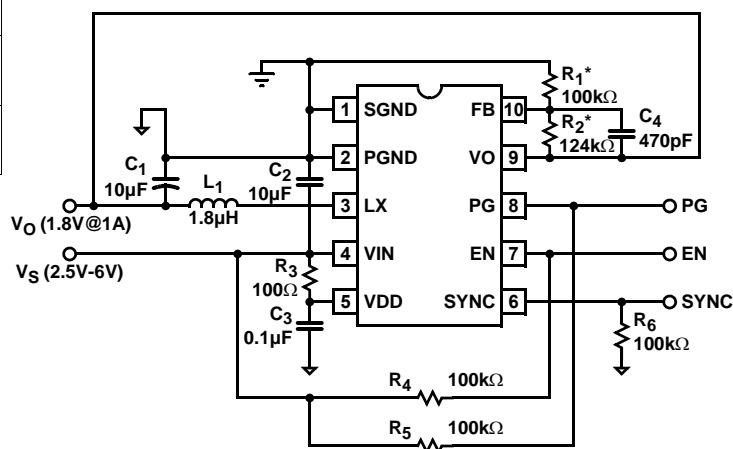 R1*
100kΩ
C4
470pF
R2*
124kΩ
1 SGND FB 10
2 PGND VO 9
3 LX PG 8
4 VIN EN 7
5 VDD SYNC 6
C1
10µF
C2
10µF
L1
1.8µH
VO (1.8V@1A)
VS (2.5V-6V)
R3
100Ω
C3
0.1µF
PG
EN
SYNC
R6
100kΩ
R4 100kΩ
R5 100kΩ